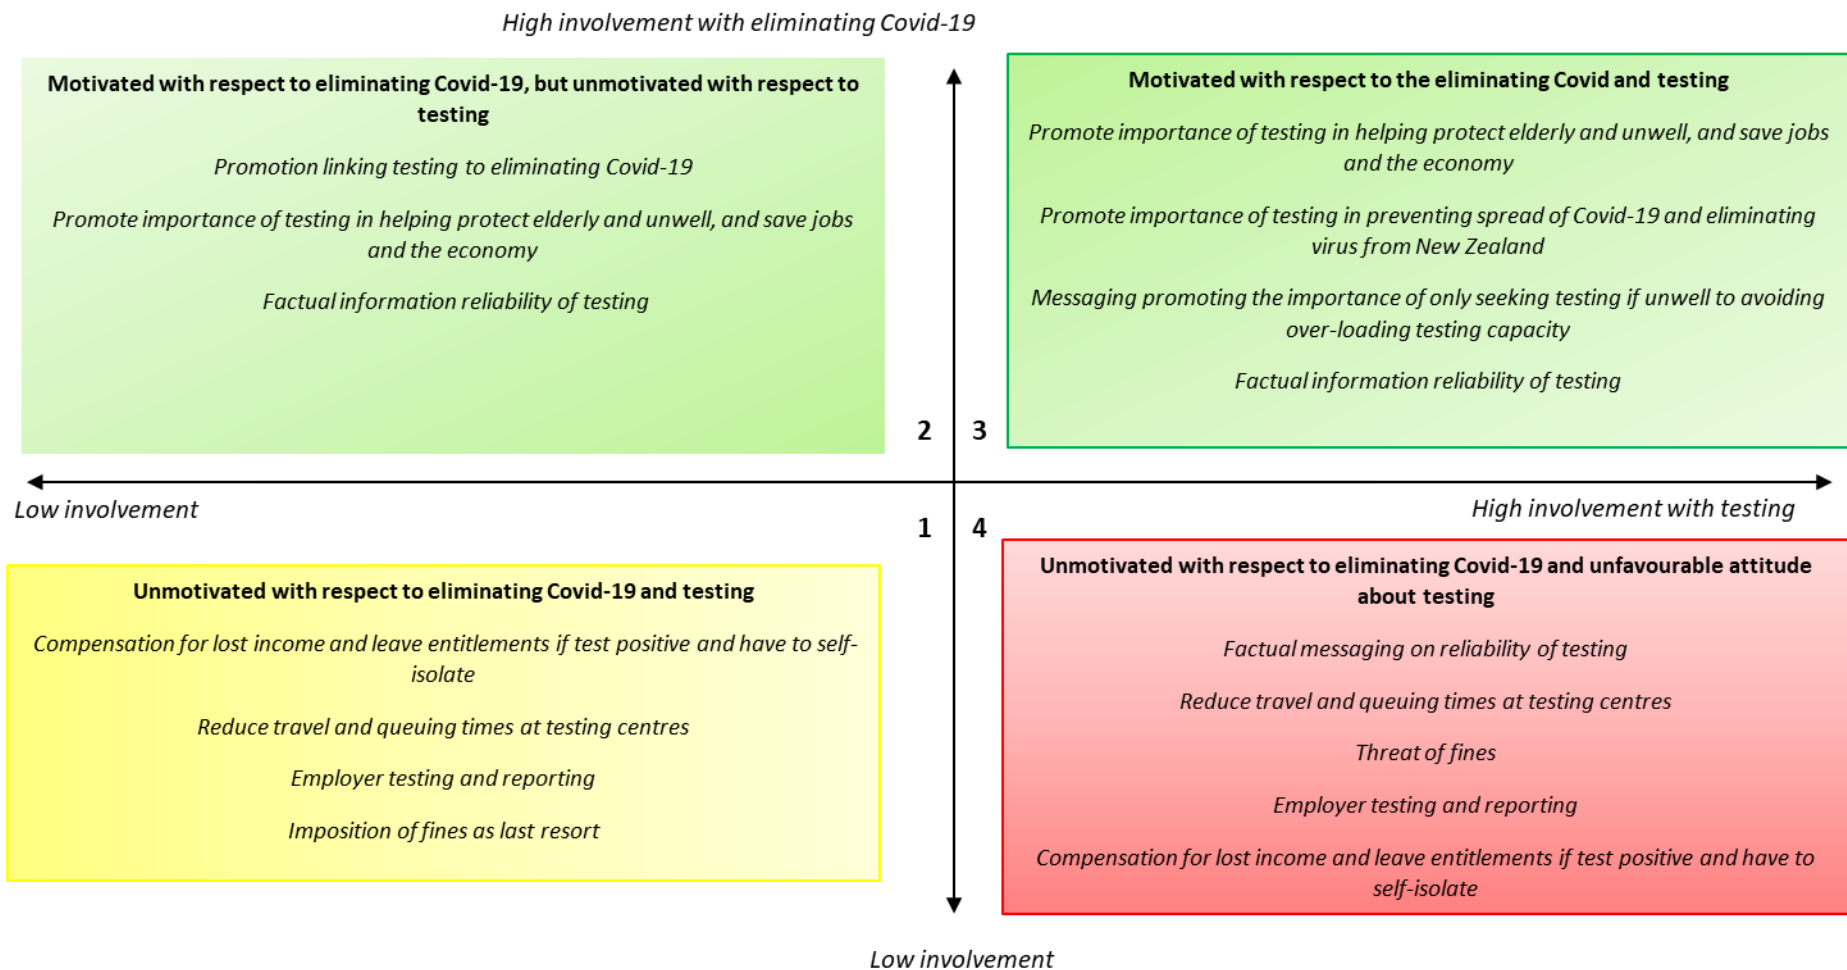 High involvement with eliminating Covid-19
Motivated with respect to eliminating Covid-19, but unmotivated with respect to
testing
Promotion linking testing to eliminating Covid-19
Promote importance of testing in helping protect elderly and unwell, and save jobs
and the economy
Factual information reliability of testing
2
Motivated with respect to the eliminating Covid and testing
Promote importance of testing in helping protect elderly and unwell, and save jobs
and the economy
Promote importance of testing in preventing spread of Covid-19 and eliminating
virus from New Zealand
Messaging promoting the importance of only seeking testing if unwell to avoiding
over-loading testing capacity
Factual information reliability of testing
3
Low involvement
High involvement with testing
1
Unmotivated with respect to eliminating Covid-19 and testing
Compensation for lost income and leave entitlements if test positive and have to self-
isolate
Reduce travel and queuing times at testing centres
Employer testing and reporting
Imposition of fines as last resort
4
Unmotivated with respect to eliminating Covid-19 and unfavourable attitude
about testing
Factual messaging on reliability of testing
Reduce travel and queuing times at testing centres
Threat of fines
Employer testing and reporting
Compensation for lost income and leave entitlements if test positive and have to
self-isolate
Low involvement